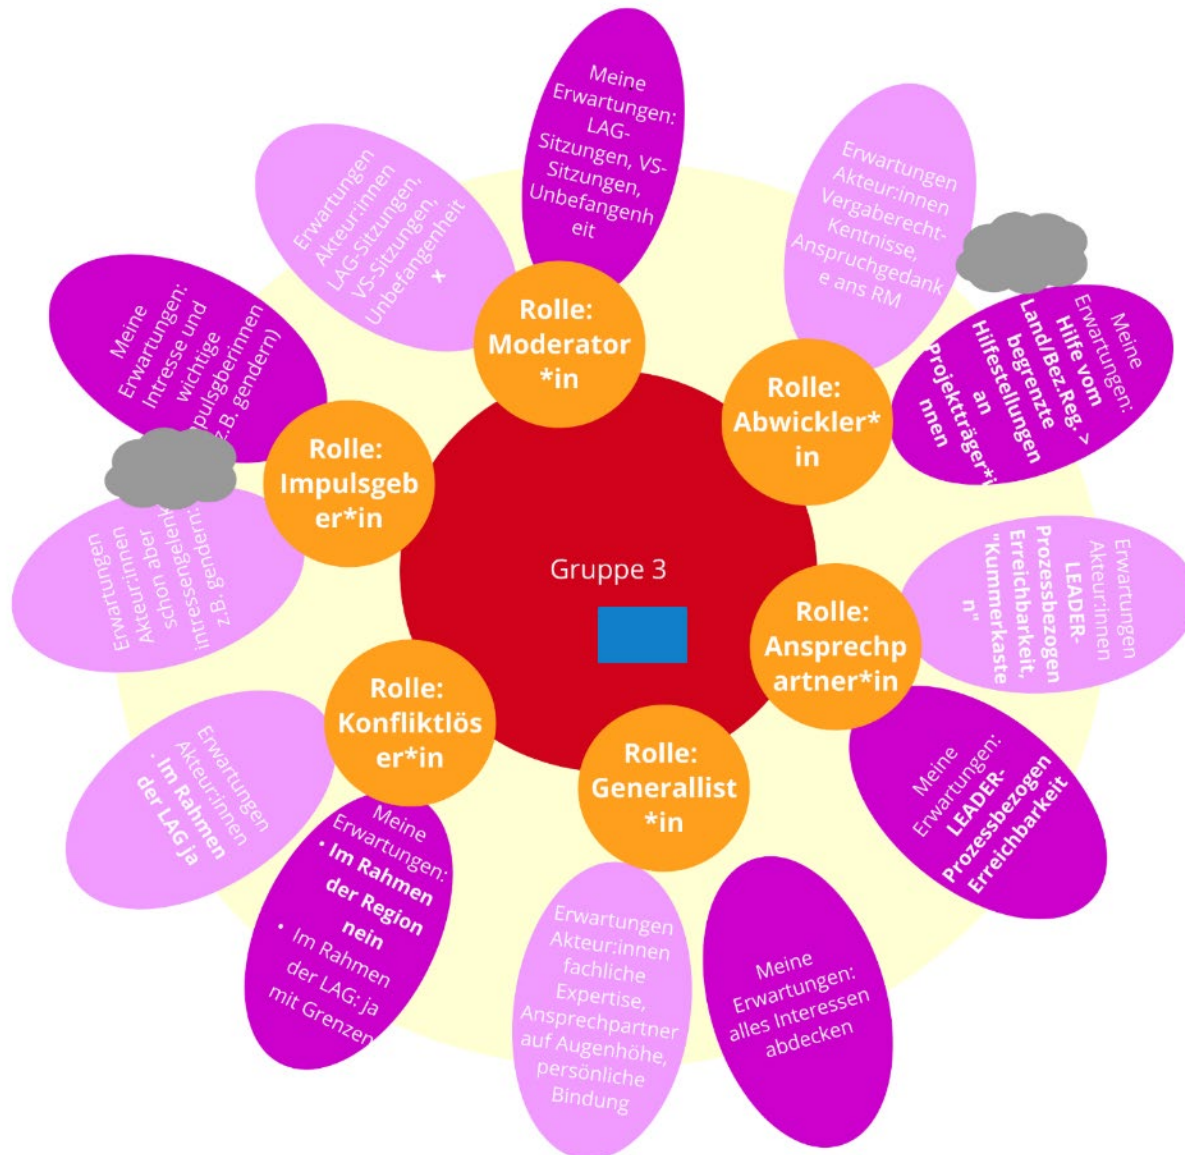 Meine
Erwartungen:
LAG-
Sitzungen, VS-
Sitzungen,
Unbefangenh
eit
Erwartungen
Akteur:innen
LAG-Sitzungen,
VS-Sitzungen,
Unbefangenheit
x
Rolle:
Moderator
*in
Erwartungen
Akteur:innen
Vergaberecht-
Kentnisse,
Anspruchgedank
e ans RM
Meine
Erwartungen:
Hilfe vom
Land/Bez.Reg. >
begrenzte
Hilfestellungen
an
Projektträger*i
nnen
Rolle:
Abwickler*
in
Meine
Erwartungen:
Intresse und
wichtige
mpulsgberinnen
z.B. gendern)
Rolle:
Impulsgeb
er*in
Erwartungen
Akteur:innen
schon aber
intressengelenk
z.B. gendern.
Gruppe 3
Erwartungen
Akteur:innen
LEADER-
Prozessbezogen
Erreichbarkeit,
"Kummerkaste
n"
Rolle:
Ansprechp
artner*in
Meine
Erwartungen:
LEADER-
Prozessbezogen
Erreichbarkeit
Rolle:
Konfliktlös
er*in
Erwartungen
Akteur:innen
. Im Rahmen
der LAG ja
Meine
Erwartungen:
• Im Rahmen
der Region
nein
• Im Rahmen
der LAG: ja
mit Grenzen
Rolle:
Generallist
*in
Erwartungen
Akteur:innen
fachliche
Expertise,
Ansprechpartner
auf Augenhöhe,
persönliche
Bindung
Meine
Erwartungen:
alles Interessen
abdecken